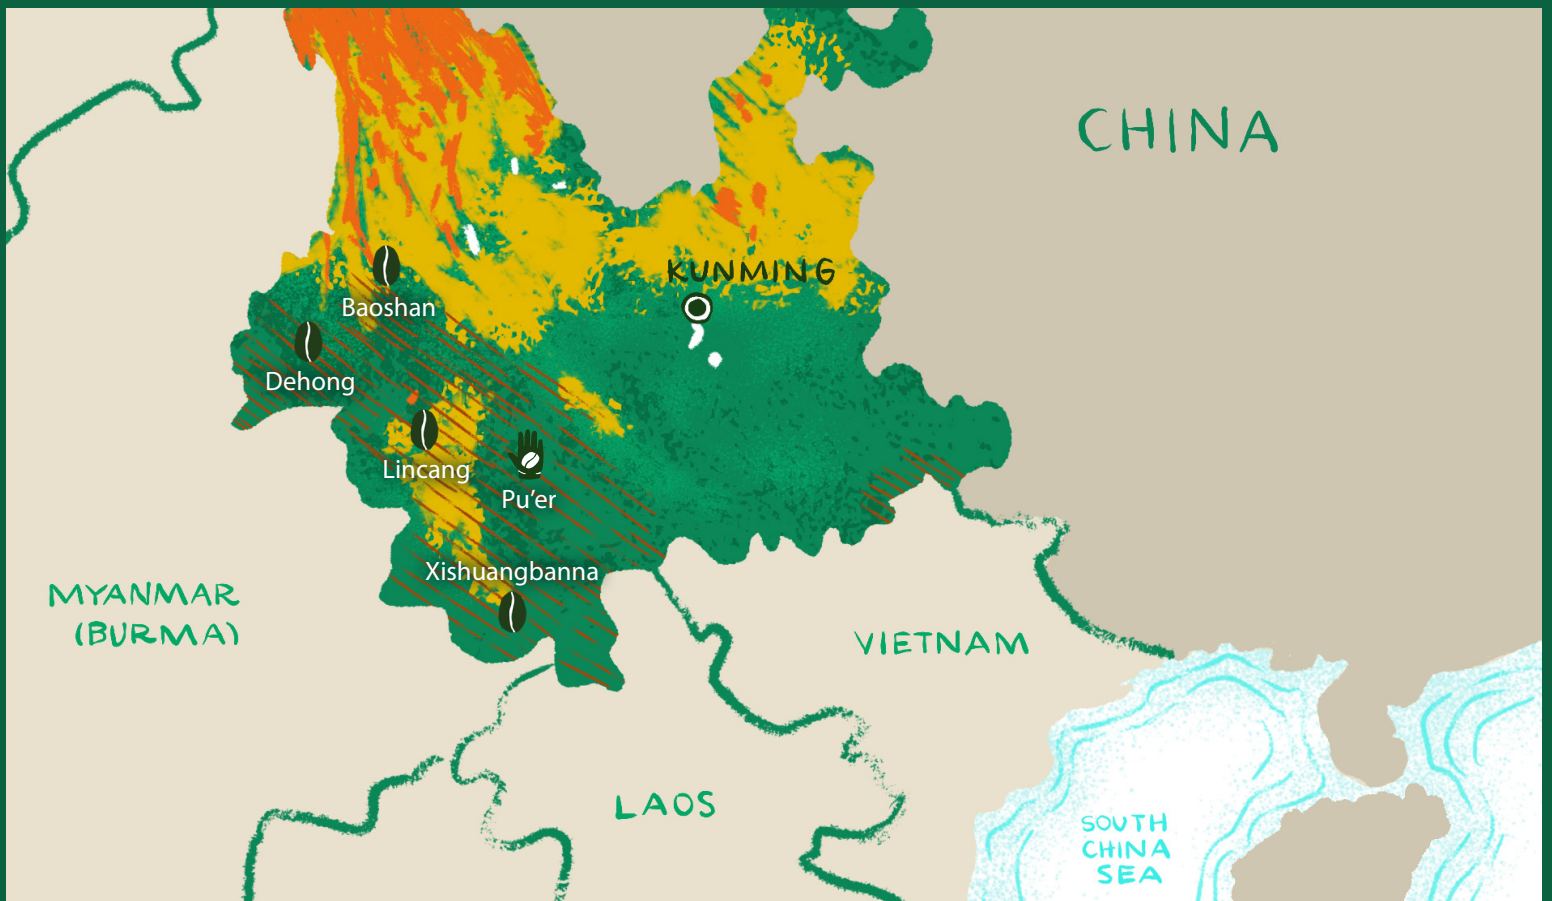 CHINA
KUNMING
Baoshan
Dehong
Lincang
Pu'er
Xishuangbanna
MYANMAR
(BURMA)
VIETNAM
LAOS
SOUTH
CHINA
SEA